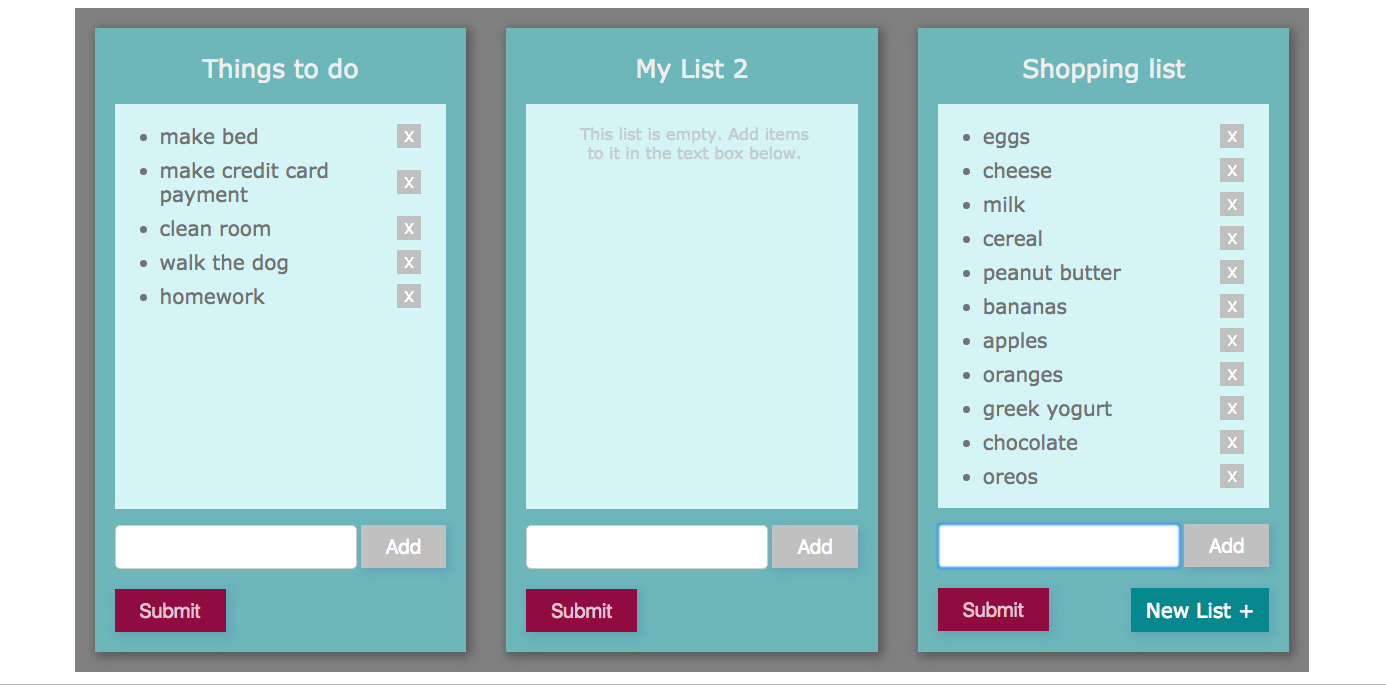 Things to do
• make bed X
• make credit card
payment X
• clean room X
• walk the dog X
• homework X
Add
Submit
My List 2
This list is empty. Add items
to it in the text box below.
Add
Submit
Shopping list
• eggs X
• cheese X
• milk X
• cereal X
• peanut butter X
• bananas X
• apples X
• oranges X
• greek yogurt X
• chocolate X
• oreos X
Add
Submit New List +